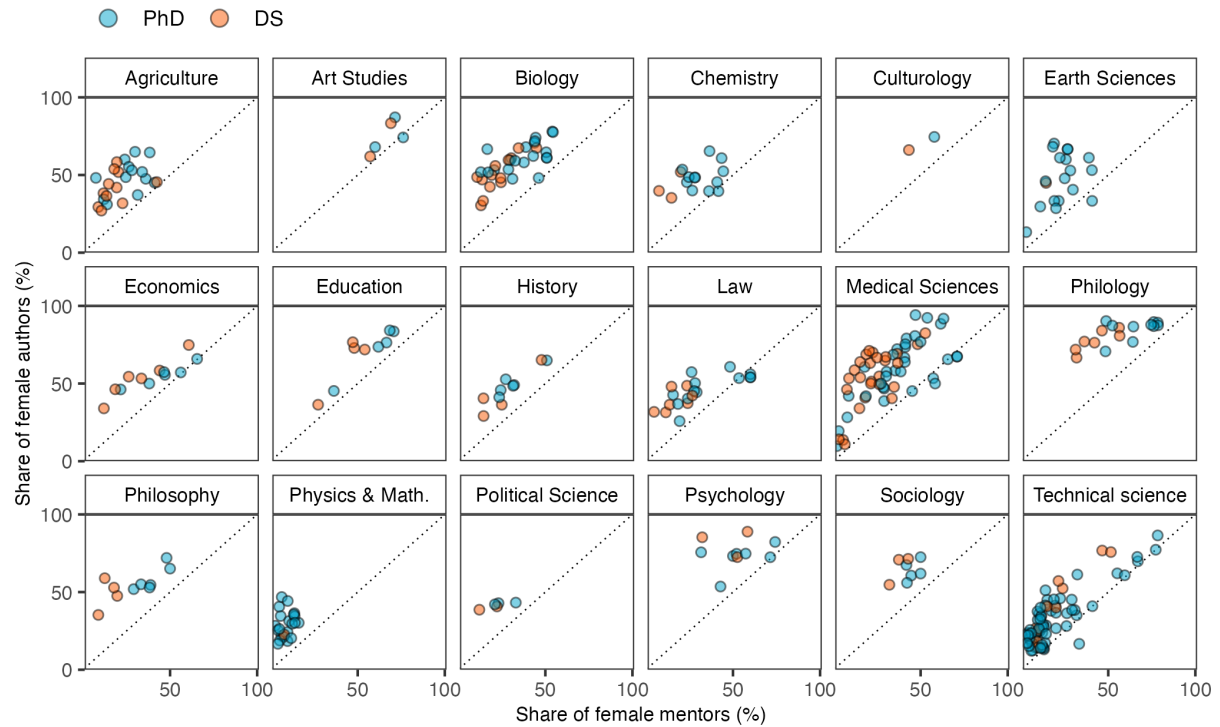 PhD DS
Agriculture Art Studies Biology Chemistry Culturology Earth Sciences
100
50
0
Economics Education History Law Medical Sciences Philology
100
50
0
Philosophy Physics & Math. Political Science Psychology Sociology Technical science
100
50
0
50 100 50 100 50 100 50 100 50 100 50 100
Share of female mentors (%)
Share of female authors (%)